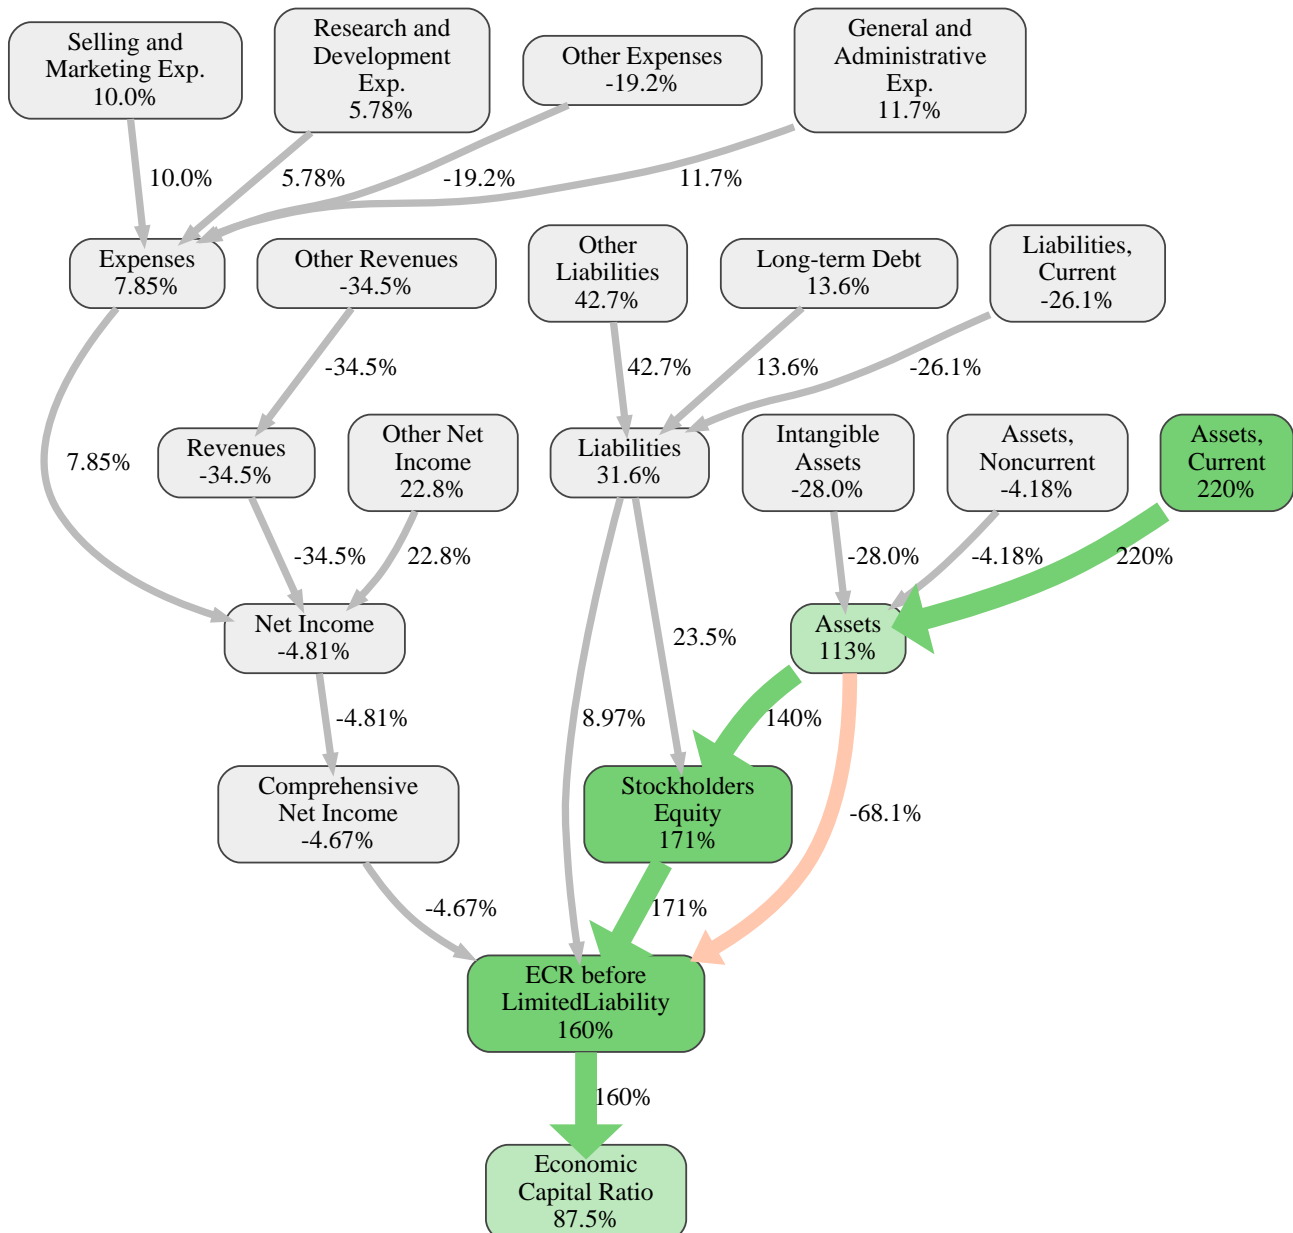 Selling and
Marketing Exp.
10.0%
Research and
Development
Exp.
5.78%
Other Expenses
-19.2%
General and
Administrative
Exp.
11.7%
10.0%
5.78%
-19.2%
11.7%
Expenses
7.85%
Other Revenues
-34.5%
Other
Liabilities
42.7%
Long-term Debt
13.6%
Liabilities,
Current
-26.1%
-34.5%
42.7%
13.6%
-26.1%
7.85%
Revenues
-34.5%
Other Net
Income
22.8%
Liabilities
31.6%
Intangible
Assets
-28.0%
Assets,
Noncurrent
-4.18%
Assets,
Current
220%
-34.5%
22.8%
-28.0%
-4.18%
220%
Net Income
-4.81%
23.5%
Assets
113%
-4.81%
8.97%
140%
Comprehensive
Net Income
-4.67%
Stockholders
Equity
171%
-68.1%
-4.67%
171%
ECR before
LimitedLiability
160%
160%
Economic
Capital Ratio
87.5%